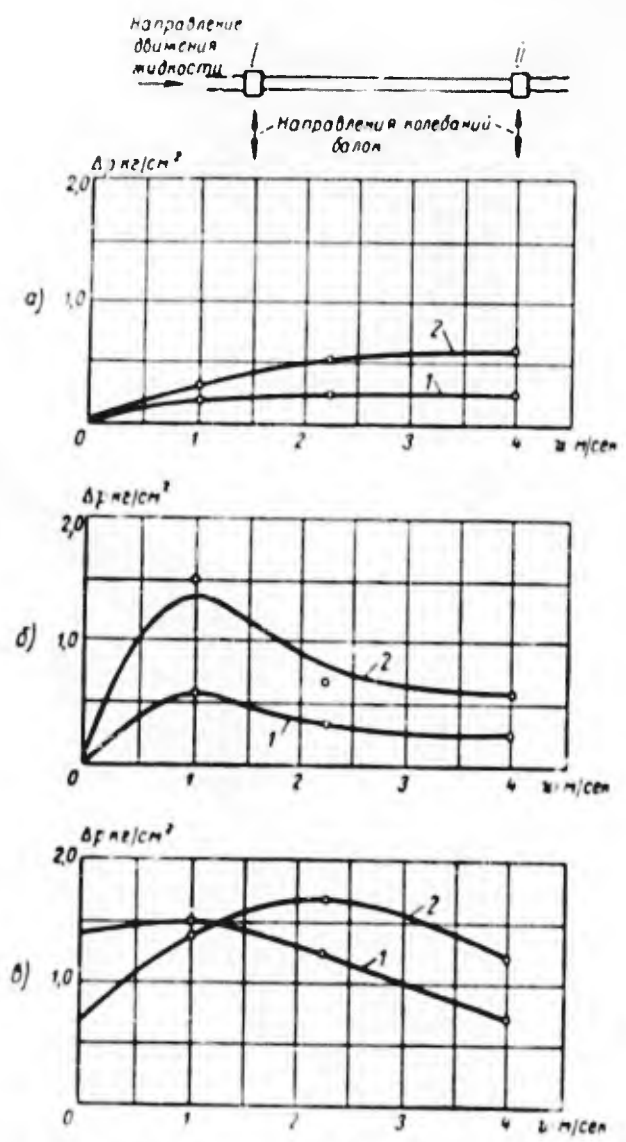 Направление
движения
жидкости
I
II
Направления колебаний
балок
Δp кг/см²
2,0
а)
1,0
2
1
0
1
2
3
4
w м/сек
Δp кг/см²
2,0
б)
1,0
2
1
0
1
2
3
4
w м/сек
Δp кг/см²
2,0
в)
1,0
2
1
0
1
2
3
4
w м/сек